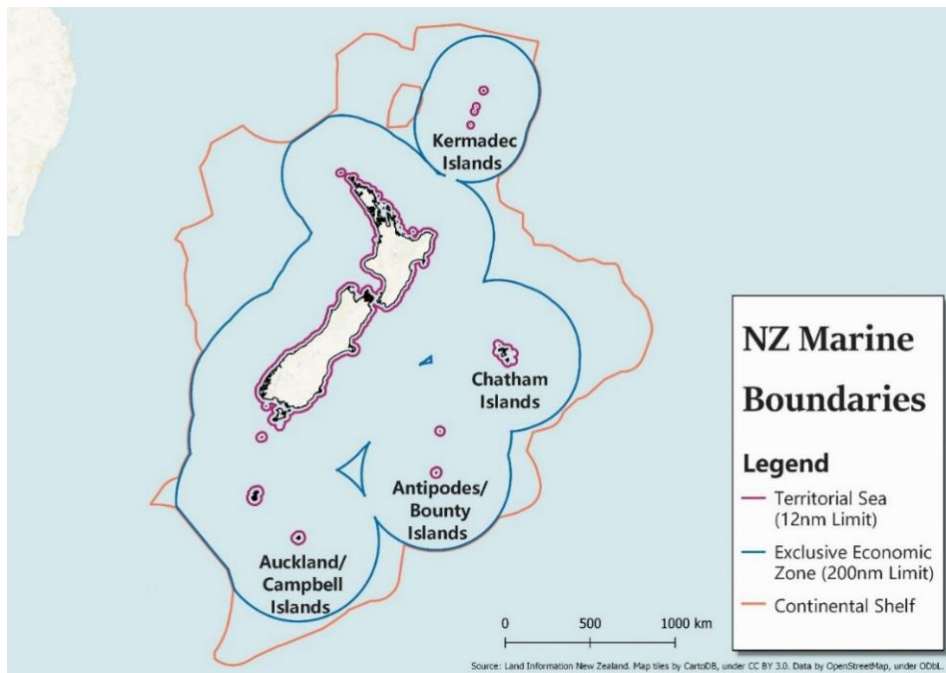 Kermadec
Islands
Chatham
Islands
Antipodes/
Bounty
Islands
Auckland/
Campbell
Islands
NZ Marine
Boundaries
Legend
Territorial Sea
(12nm Limit)
Exclusive Economic
Zone (200nm Limit)
Continental Shelf
0 500 1000 km
Source: Land Information New Zealand. Map tiles by CartoDB, under CC BY 3.0. Data by OpenStreetMap, under ODbL.